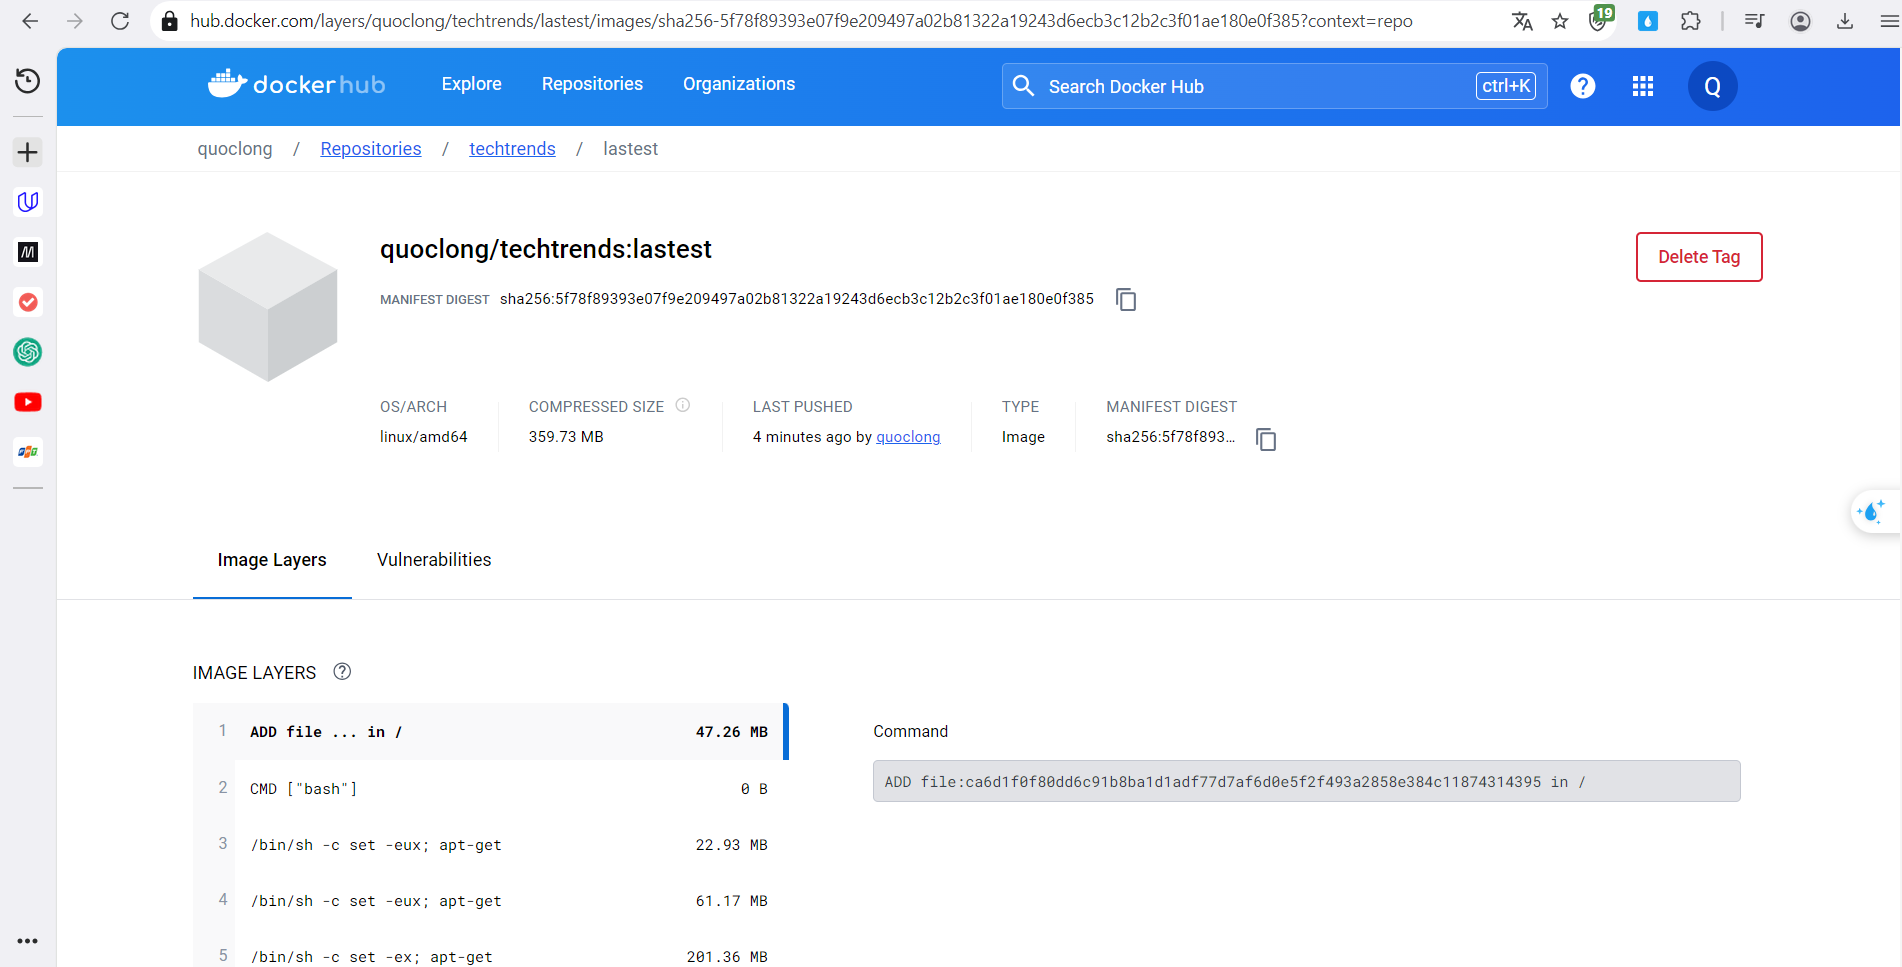 hub.docker.com/layers/quoclong/techtrends/lastest/images/sha256-5f78f89393e07f9e209497a02b81322a19243d6ecb3c12b2c3f01ae180e0f385?context=repo
19
dockerhub Explore Repositories Organizations Search Docker Hub ctrl+K ? Q
quoclong / Repositories / techtrends / lastest
quoclong/techtrends:lastest
Delete Tag
MANIFEST DIGEST sha256:5f78f89393e07f9e209497a02b81322a19243d6ecb3c12b2c3f01ae180e0f385
OS/ARCH COMPRESSED SIZE LAST PUSHED TYPE MANIFEST DIGEST
linux/amd64 359.73 MB 4 minutes ago by quoclong Image sha256:5f78f893...
Image Layers Vulnerabilities
IMAGE LAYERS ?
1 ADD file ... in / 47.26 MB
Command
ADD file:ca6d1f0f80dd6c91b8ba1d1adf77d7af6d0e5f2f493a2858e384c11874314395 in /
2 CMD ["bash"] 0 B
3 /bin/sh -c set -eux; apt-get 22.93 MB
4 /bin/sh -c set -eux; apt-get 61.17 MB
5 /bin/sh -c set -ex; apt-get 201.36 MB